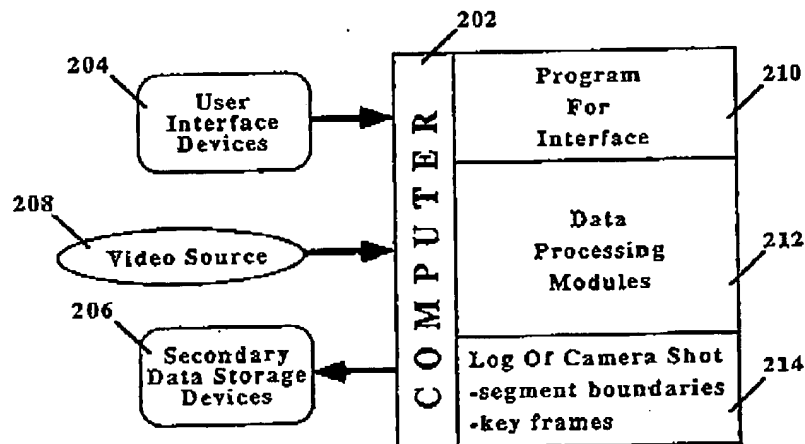 202
204
User
Interface
Devices
208
Video Source
206
Secondary
Data Storage
Devices
COMPUTER
Program
For
Interface
210
Data
Processing
Modules
212
Log Of Camera Shot
-segment boundaries
-key frames
214